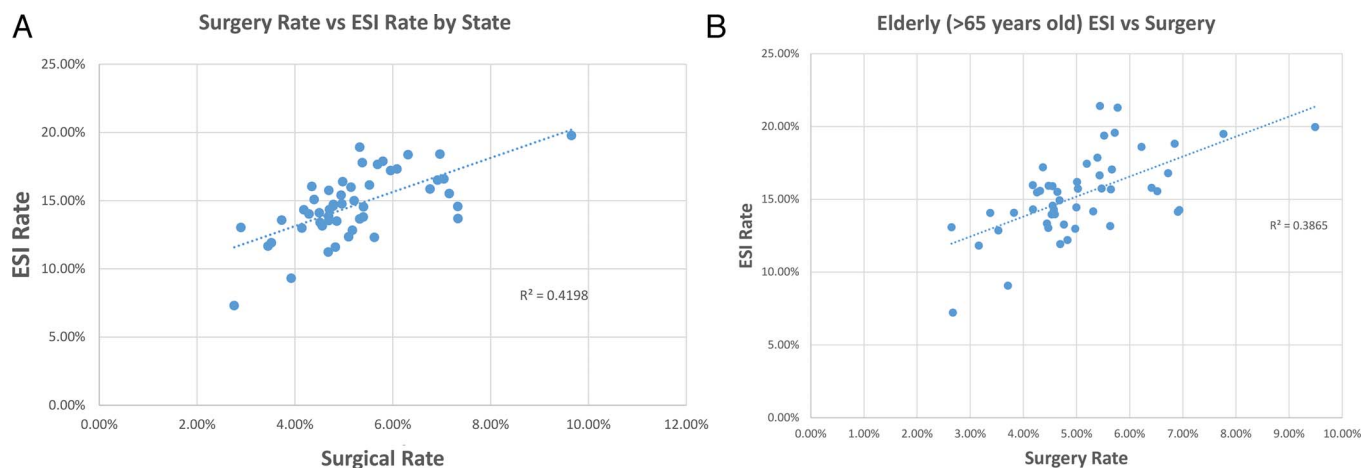 A
Surgery Rate vs ESI Rate by State
25.00%
20.00%
15.00%
10.00%
5.00%
0.00%
ESI Rate
R² = 0.4198
0.00% 2.00% 4.00% 6.00% 8.00% 10.00% 12.00%
Surgical Rate
B
Elderly (>65 years old) ESI vs Surgery
25.00%
20.00%
15.00%
10.00%
5.00%
0.00%
ESI Rate
R² = 0.3865
0.00% 1.00% 2.00% 3.00% 4.00% 5.00% 6.00% 7.00% 8.00% 9.00% 10.00%
Surgery Rate